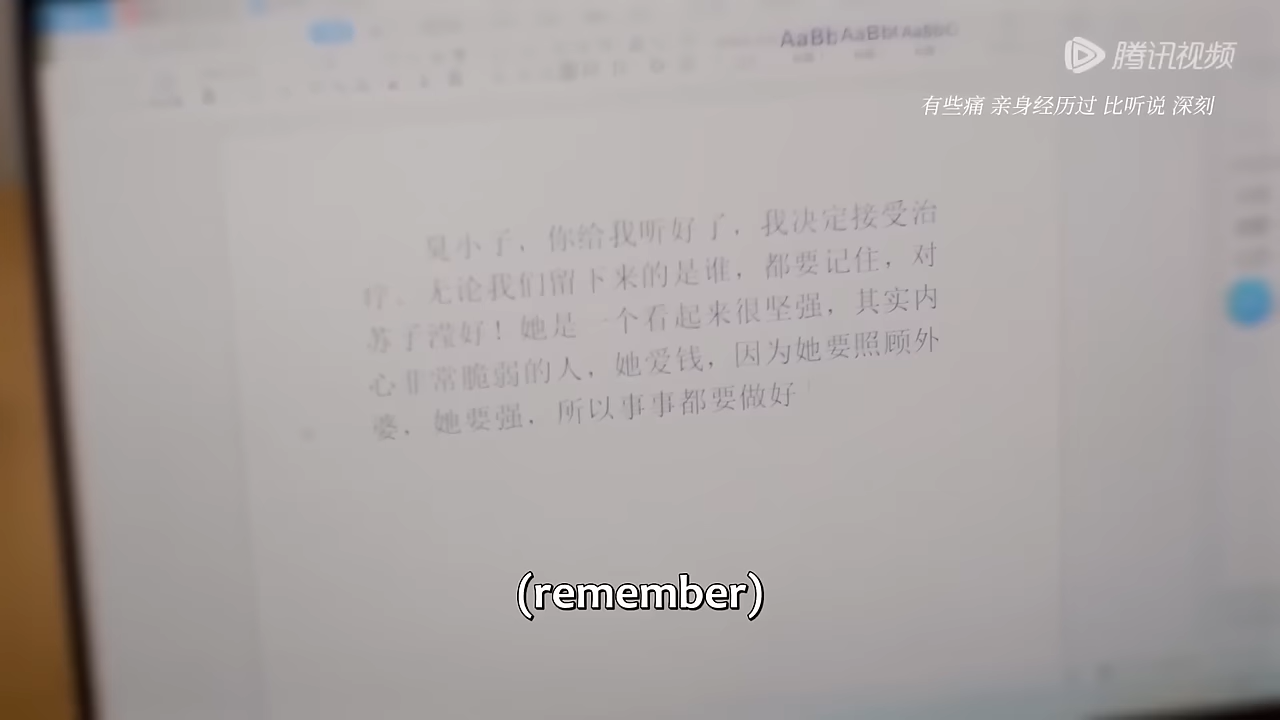 AaBb AaBb AaBbC
腾讯视频
有些痛 亲身经历过 比听说 深刻
臭小子，你给我听好了，我决定接受治
疗。无论我们留下来的是谁，都要记住，对
苏子滢好！她是一个看起来很坚强，其实内
心非常脆弱的人，她爱钱，因为她要照顾外
婆，她要强，所以事事都要做好
(remember)